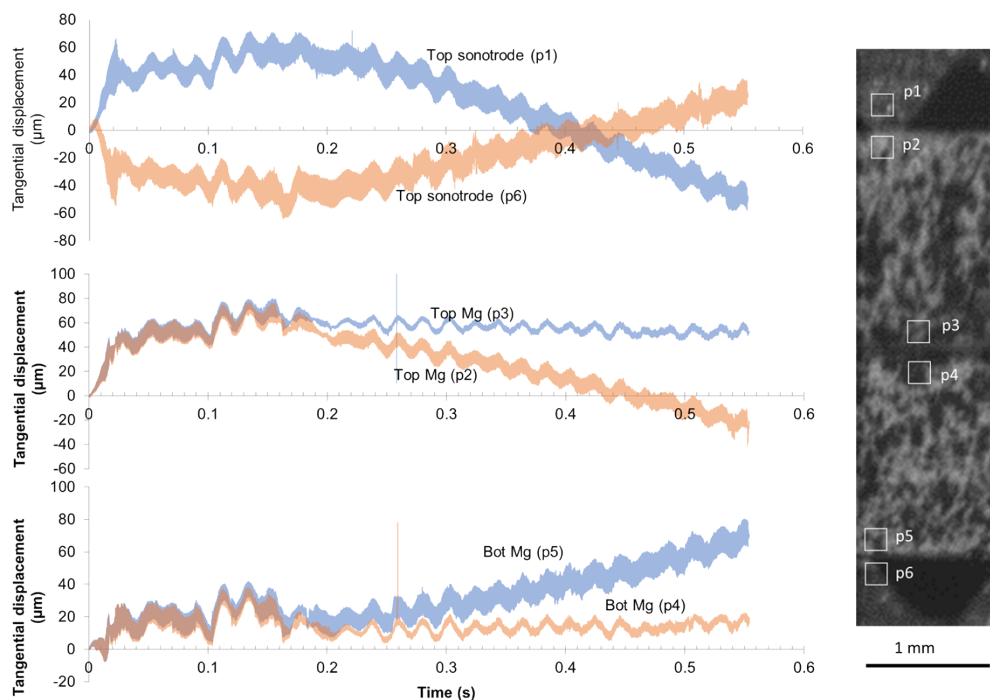 80
60
40
20
0
-20
-40
-60
-80
Tangential displacement
(µm)
0 0.1 0.2 0.3 0.4 0.5 0.6
Top sonotrode (p1)
Top sonotrode (p6)
100
80
60
40
20
0
-20
-40
-60
Tangential displacement
(µm)
0 0.1 0.2 0.3 0.4 0.5 0.6
Top Mg (p3)
Top Mg (p2)
100
80
60
40
20
0
-20
Tangential displacement
(µm)
0 0.1 0.2 0.3 0.4 0.5 0.6
Bot Mg (p5)
Bot Mg (p4)
Time (s)
p1
p2
p3
p4
p5
p6
1 mm